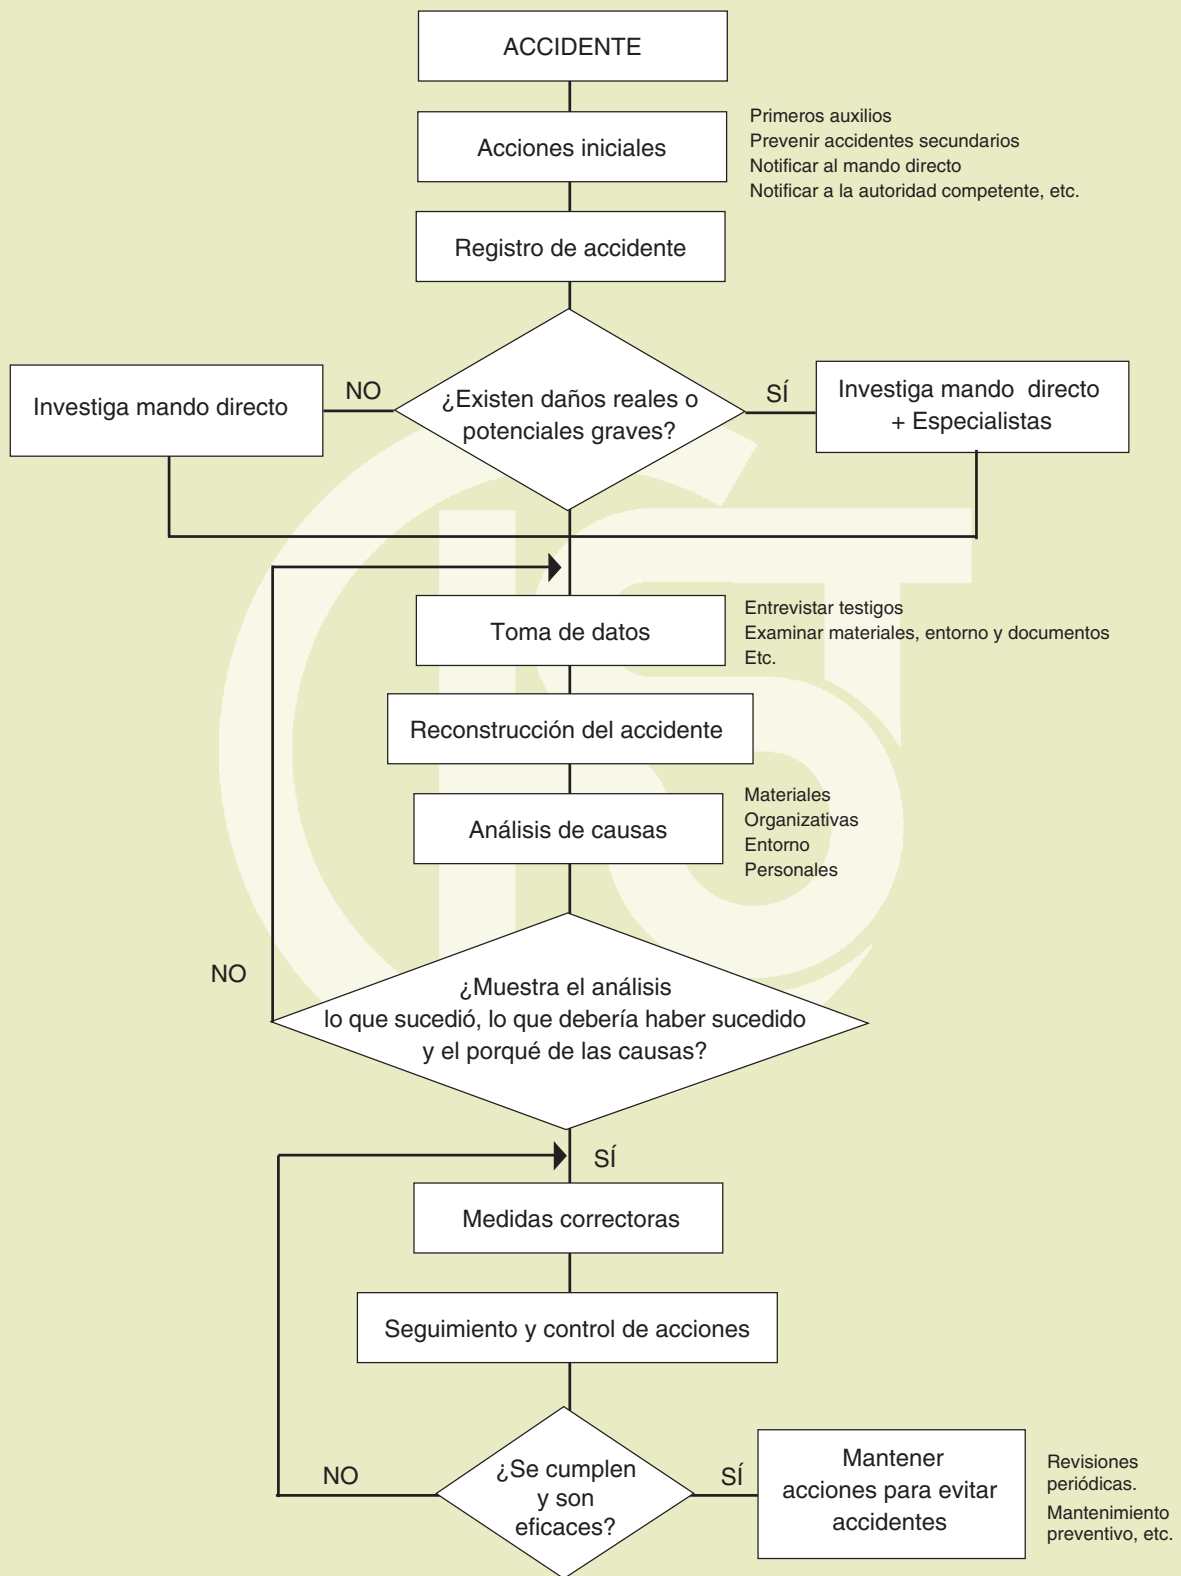 ACCIDENTE
Acciones iniciales
Primeros auxilios
Prevenir accidentes secundarios
Notificar al mando directo
Notificar a la autoridad competente, etc.
Registro de accidente
¿Existen daños reales o
potenciales graves?
NO
Investiga mando directo
SÍ
Investiga mando directo
+ Especialistas
Toma de datos
Entrevistar testigos
Examinar materiales, entorno y documentos
Etc.
Reconstrucción del accidente
Análisis de causas
Materiales
Organizativas
Entorno
Personales
¿Muestra el análisis
lo que sucedió, lo que debería haber sucedido
y el porqué de las causas?
NO
SÍ
Medidas correctoras
Seguimiento y control de acciones
¿Se cumplen
y son
eficaces?
NO
SÍ
Mantener
acciones para evitar
accidentes
Revisiones
periódicas.
Mantenimiento
preventivo, etc.